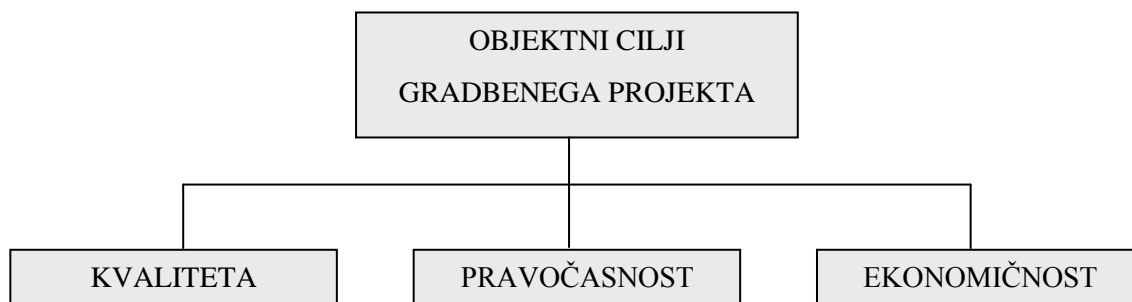 OBJEKTNI CILJI
GRADBENEGA PROJEKTA
KVALITETA
PRAVOČASNOST
EKONOMIČNOST